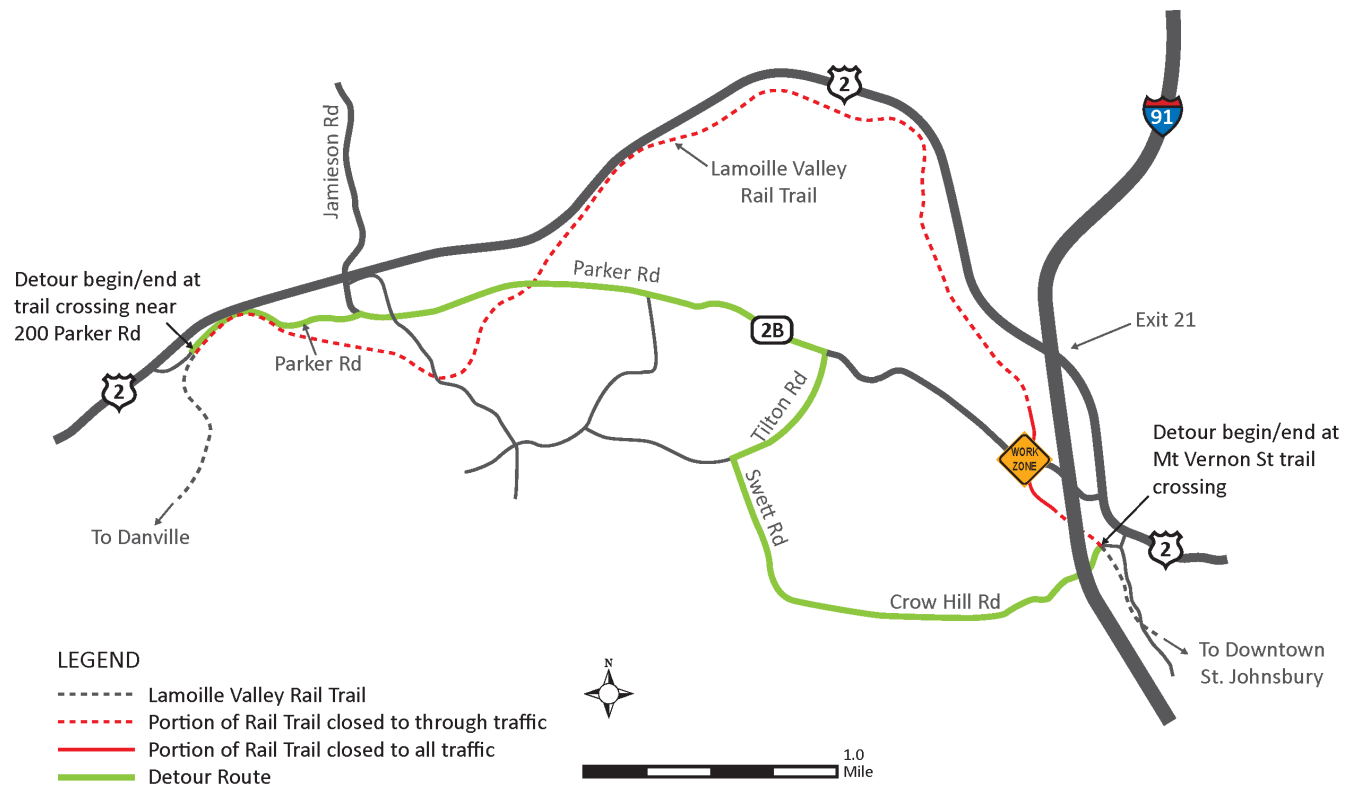 2
91
Jamieson Rd
Lamoille Valley
Rail Trail
Detour begin/end at
trail crossing near
200 Parker Rd
Parker Rd
2B
Exit 21
Parker Rd
2
Tilton Rd
WORK
ZONE
Detour begin/end at
Mt Vernon St trail
crossing
Swett Rd
To Danville
2
Crow Hill Rd
To Downtown
St. Johnsbury
LEGEND
Lamoille Valley Rail Trail
Portion of Rail Trail closed to through traffic
Portion of Rail Trail closed to all traffic
Detour Route
N
1.0
Mile